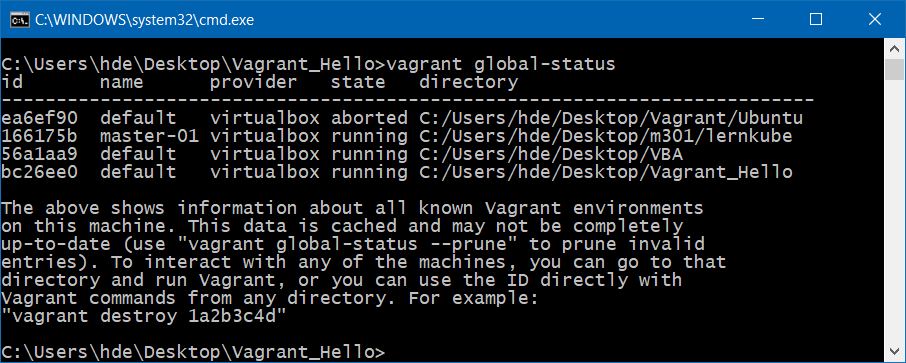 C:\WINDOWS\system32\cmd.exe
C:\Users\hde\Desktop\Vagrant_Hello>vagrant global-status
id       name      provider   state   directory
--------------------------------------------------------------------------
ea6ef90  default   virtualbox aborted C:/Users/hde/Desktop/Vagrant/Ubuntu
166175b  master-01 virtualbox running C:/Users/hde/Desktop/m301/lernkube
56a1aa9  default   virtualbox running C:/Users/hde/Desktop/VBA
bc26ee0  default   virtualbox running C:/Users/hde/Desktop/Vagrant_Hello
The above shows information about all known Vagrant environments
on this machine. This data is cached and may not be completely
up-to-date (use "vagrant global-status --prune" to prune invalid
entries). To interact with any of the machines, you can go to that
directory and run Vagrant, or you can use the ID directly with
Vagrant commands from any directory. For example:
"vagrant destroy 1a2b3c4d"
C:\Users\hde\Desktop\Vagrant_Hello>